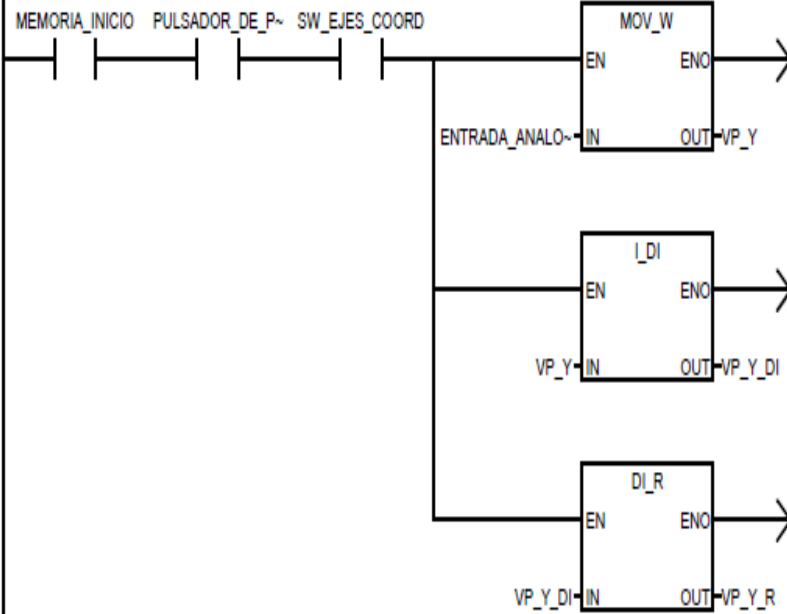 MEMORIA_INICIO PULSADOR_DE_P~ SW_EJES_COORD
MOV_W
EN ENO
ENTRADA_ANALO~ IN OUT VP_Y
I_DI
EN ENO
VP_Y IN OUT VP_Y_DI
DI_R
EN ENO
VP_Y_DI IN OUT VP_Y_R